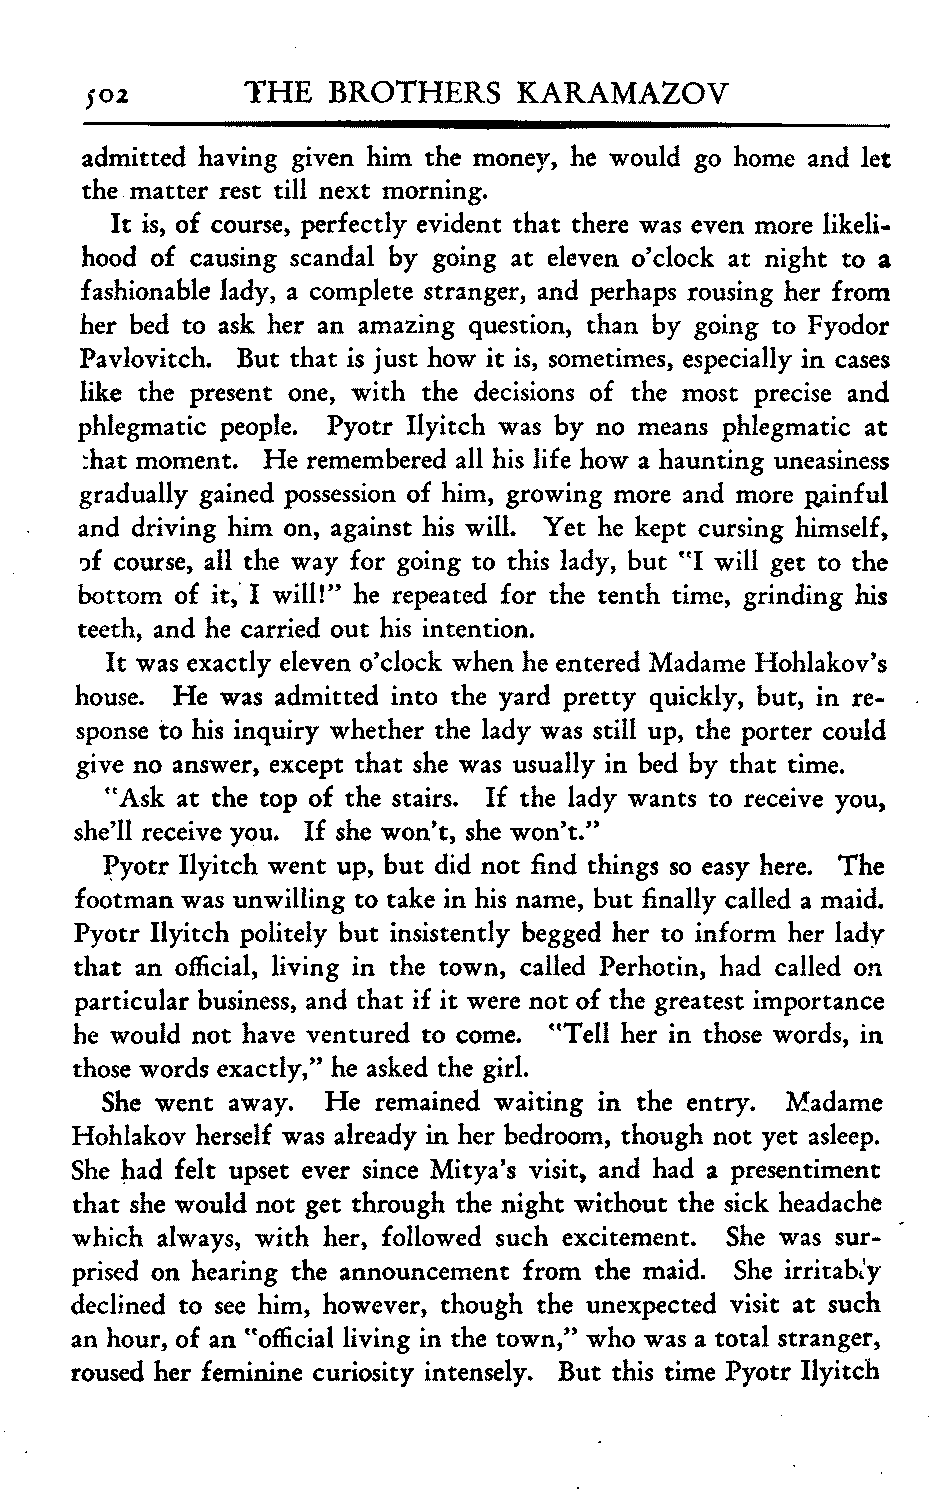 502 THE BROTHERS KARAMAZOV
admitted having given him the money, he would go home and let
the matter rest till next morning.
It is, of course, perfectly evident that there was even more likeli-
hood of causing scandal by going at eleven o'clock at night to a
fashionable lady, a complete stranger, and perhaps rousing her from
her bed to ask her an amazing question, than by going to Fyodor
Pavlovitch. But that is just how it is, sometimes, especially in cases
like the present one, with the decisions of the most precise and
phlegmatic people. Pyotr Ilyitch was by no means phlegmatic at
that moment. He remembered all his life how a haunting uneasiness
gradually gained possession of him, growing more and more painful
and driving him on, against his will. Yet he kept cursing himself,
of course, all the way for going to this lady, but "I will get to the
bottom of it, I will!" he repeated for the tenth time, grinding his
teeth, and he carried out his intention.
It was exactly eleven o'clock when he entered Madame Hohlakov's
house. He was admitted into the yard pretty quickly, but, in re-
sponse to his inquiry whether the lady was still up, the porter could
give no answer, except that she was usually in bed by that time.
"Ask at the top of the stairs. If the lady wants to receive you,
she'll receive you. If she won't, she won't."
Pyotr Ilyitch went up, but did not find things so easy here. The
footman was unwilling to take in his name, but finally called a maid.
Pyotr Ilyitch politely but insistently begged her to inform her lady
that an official, living in the town, called Perhotin, had called on
particular business, and that if it were not of the greatest importance
he would not have ventured to come. "Tell her in those words, in
those words exactly," he asked the girl.
She went away. He remained waiting in the entry. Madame
Hohlakov herself was already in her bedroom, though not yet asleep.
She had felt upset ever since Mitya's visit, and had a presentiment
that she would not get through the night without the sick headache
which always, with her, followed such excitement. She was sur-
prised on hearing the announcement from the maid. She irritably
declined to see him, however, though the unexpected visit at such
an hour, of an "official living in the town," who was a total stranger,
roused her feminine curiosity intensely. But this time Pyotr Ilyitch